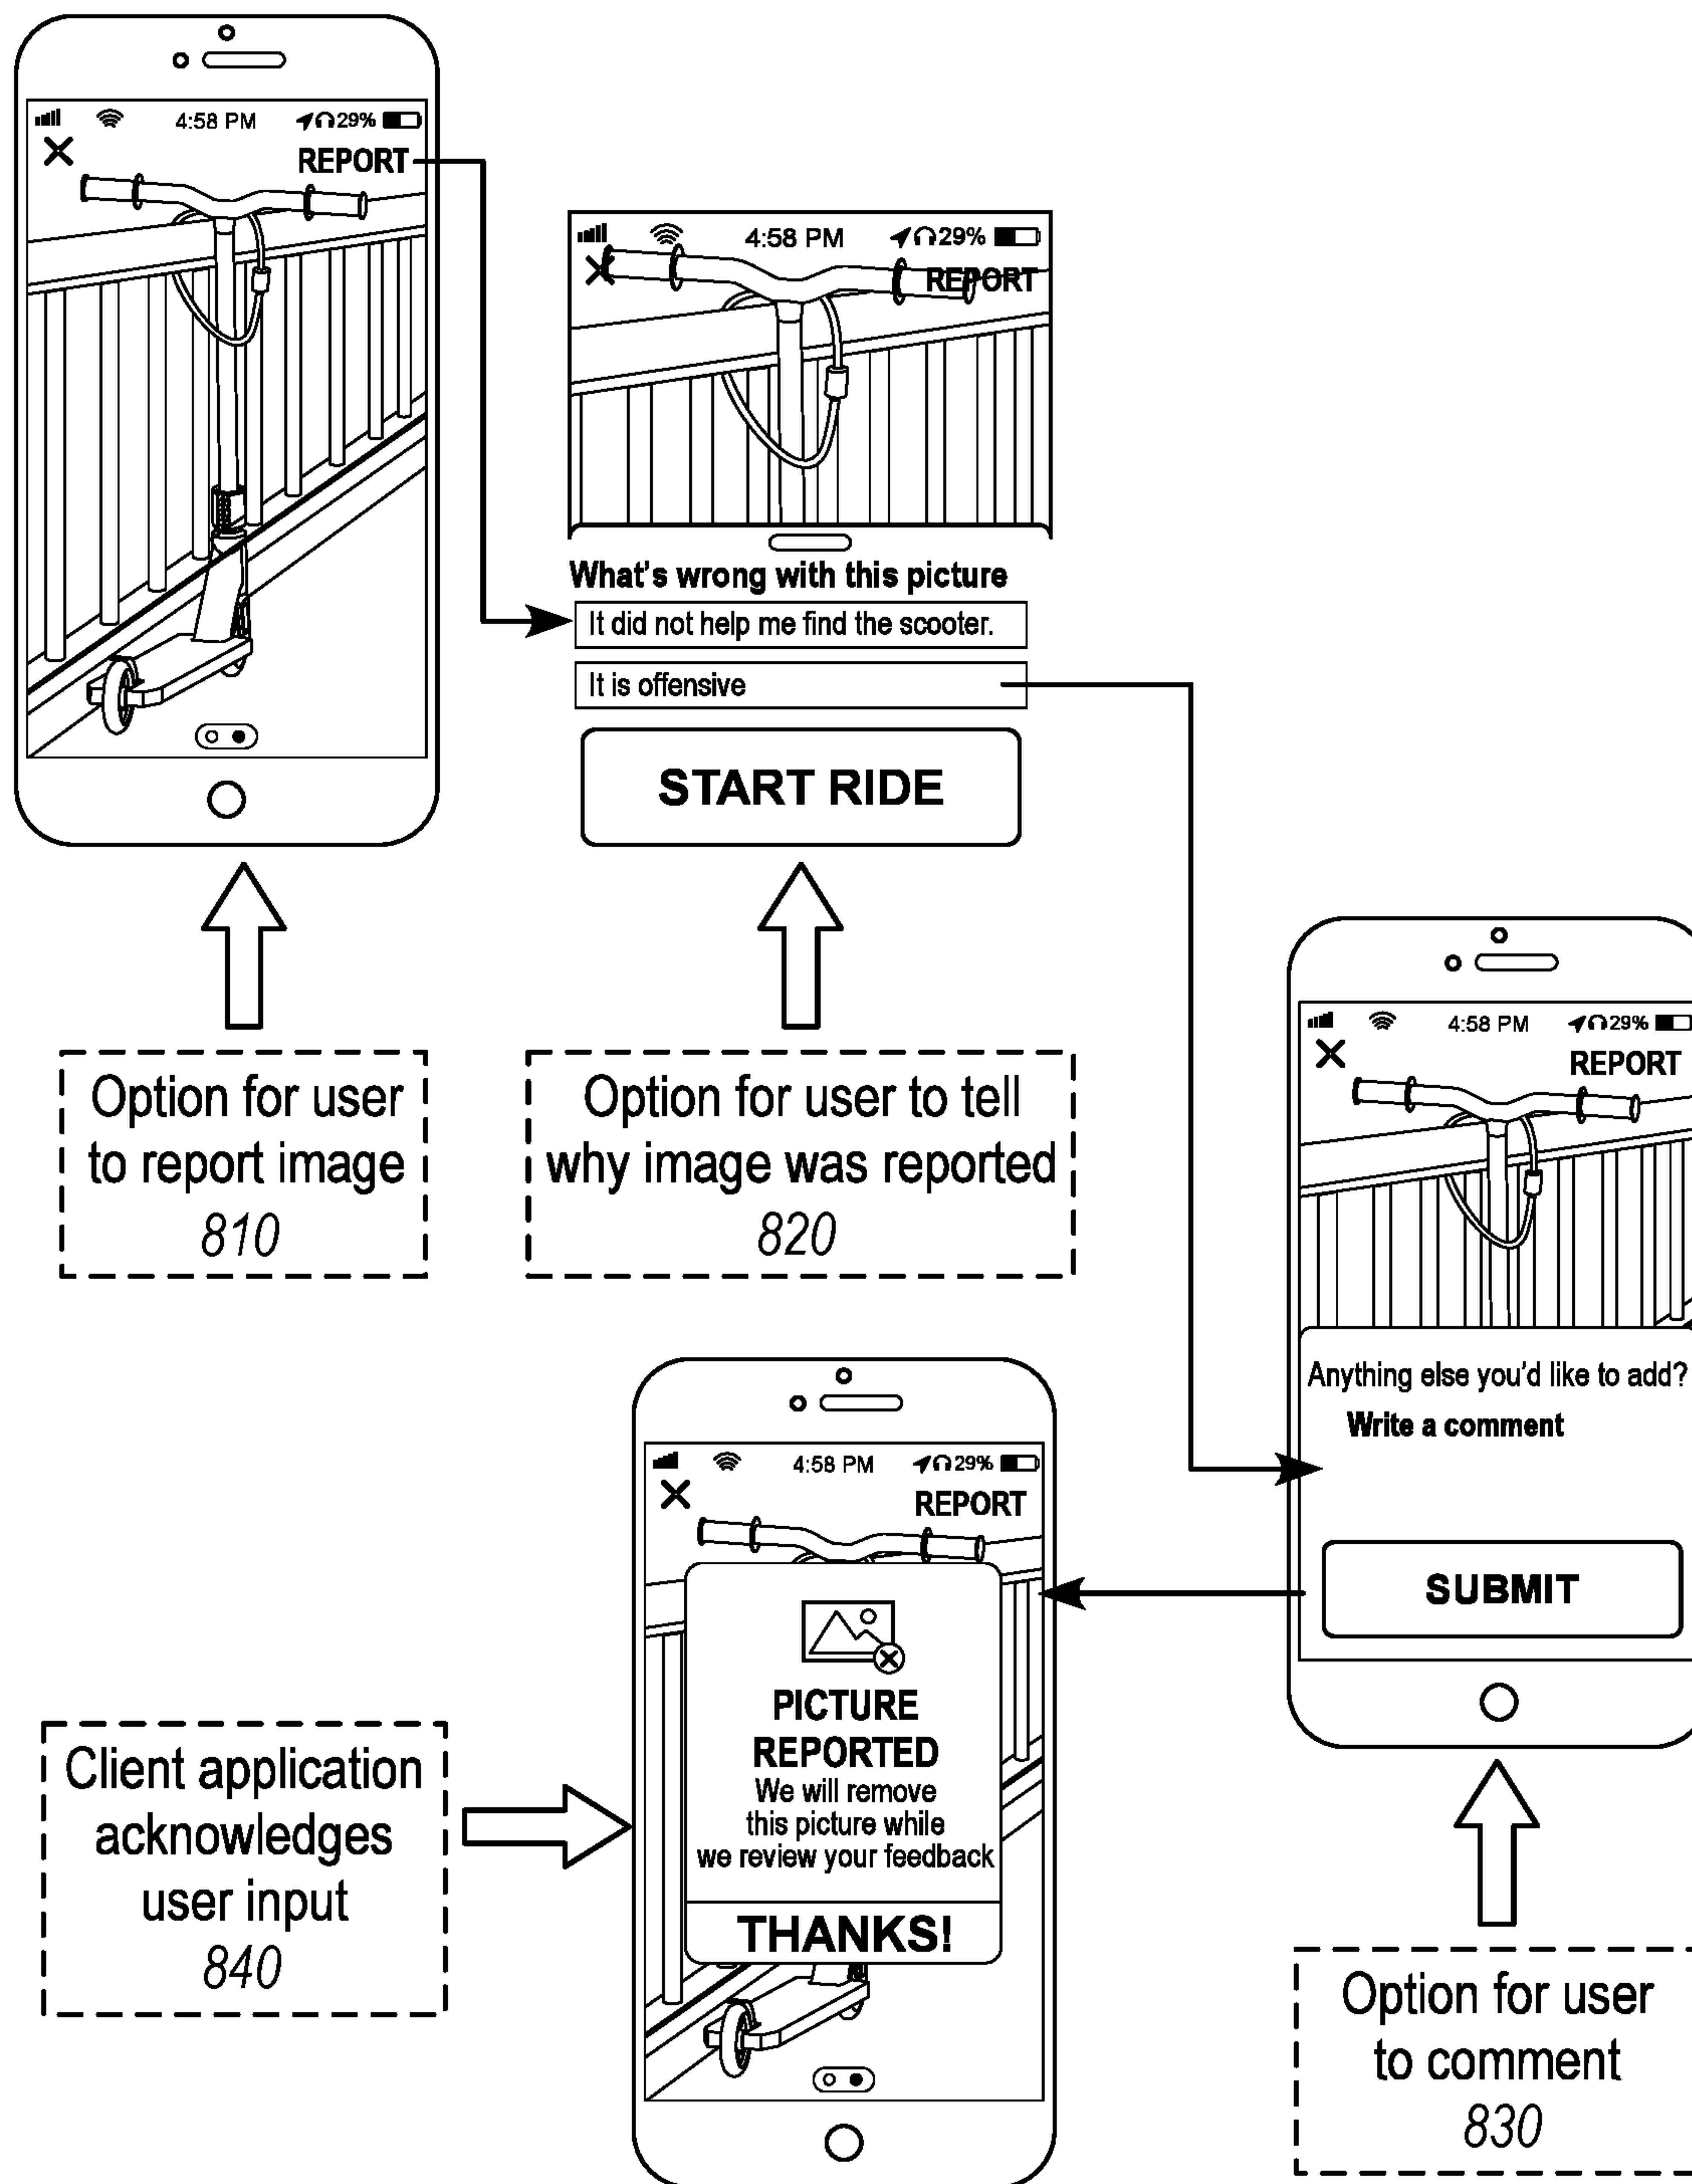 4:58 PM 29%
REPORT
4:58 PM 29%
REPORT
What's wrong with this picture
It did not help me find the scooter.
It is offensive
START RIDE
Option for user
to report image
810
Option for user to tell
why image was reported
820
4:58 PM 29%
REPORT
Anything else you'd like to add?
Write a comment
SUBMIT
Option for user
to comment
830
4:58 PM 29%
REPORT
PICTURE
REPORTED
We will remove
this picture while
we review your feedback
THANKS!
Client application
acknowledges
user input
840